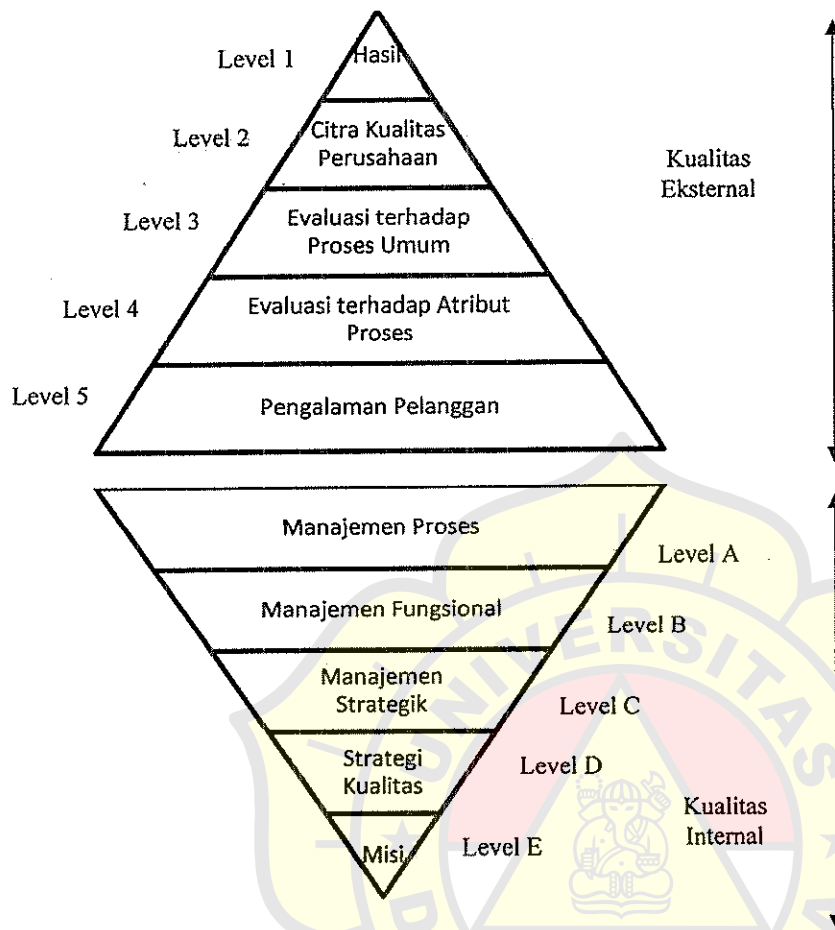 Level 1
Hasil
Level 2
Citra Kualitas
Perusahaan
Kualitas
Eksternal
Level 3
Evaluasi terhadap
Proses Umum
Level 4
Evaluasi terhadap Atribut
Proses
Level 5
Pengalaman Pelanggan
Manajemen Proses
Level A
Manajemen Fungsional
Level B
Manajemen
Strategik
Level C
Strategi
Kualitas
Level D
Kualitas
Internal
Misi
Level E
UNIVERSITAS